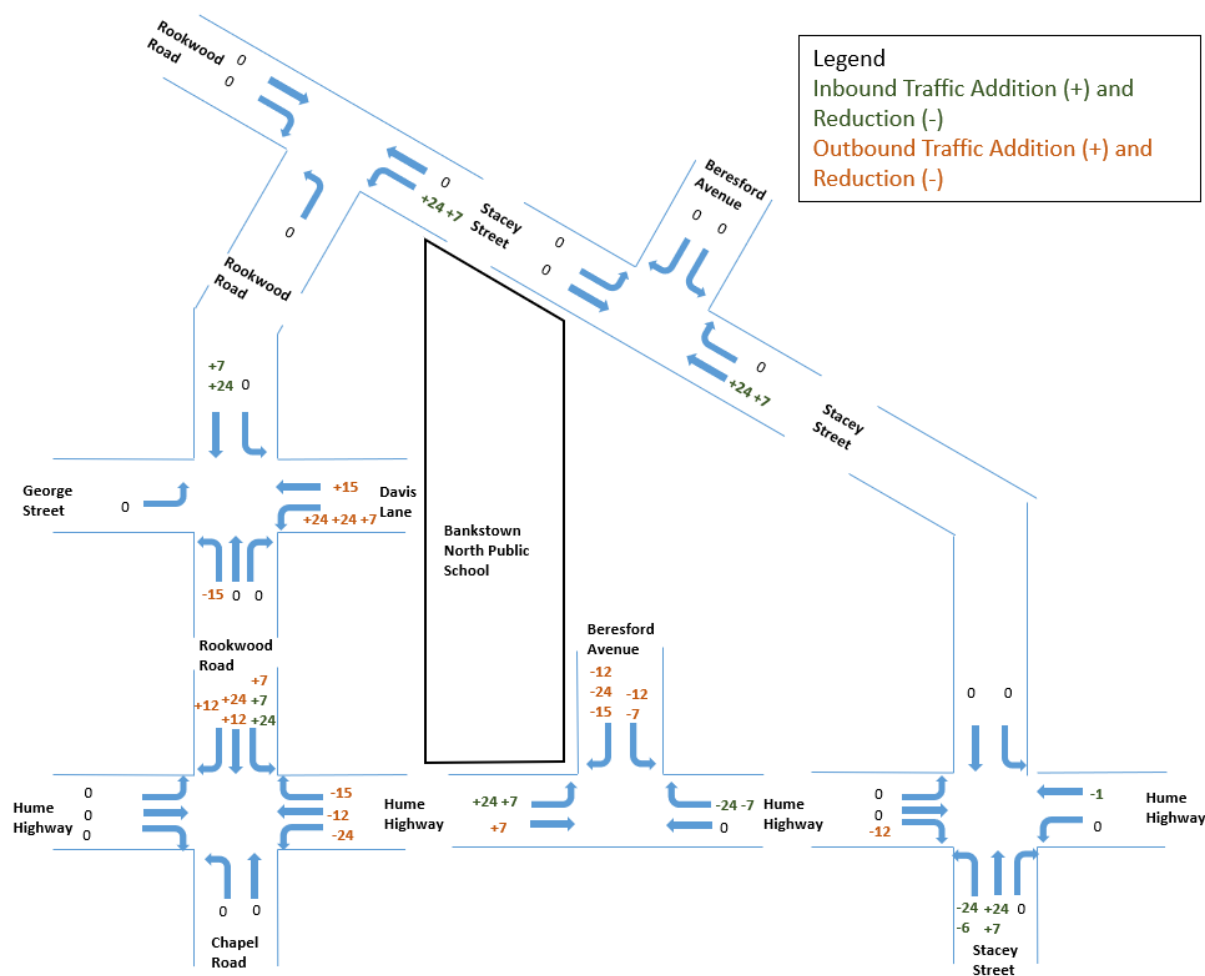 Rookwood
Road
0
0
Legend
Inbound Traffic Addition (+) and
Reduction (-)
Outbound Traffic Addition (+) and
Reduction (-)
0
+24 +7
0
Stacey
Street
Beresford
Avenue
0 0
0
0
Rookwood
Road
0
+24 +7
Stacey
Street
+7
+24 0
George
Street
0
+15
+24 +24 +7
Davis
Lane
-15 0 0
Bankstown
North Public
School
Rookwood
Road
+7
+12 +24 +7
+12 +24
Beresford
Avenue
-12
-24 -12
-15 -7
0 0
Hume
Highway
0
0
0
-15
-12
-24
Hume
Highway
+24 +7
+7
-24 -7
0
Hume
Highway
0
0
-12
-1
0
Hume
Highway
0 0
Chapel
Road
-24 +24 0
-6 +7
Stacey
Street